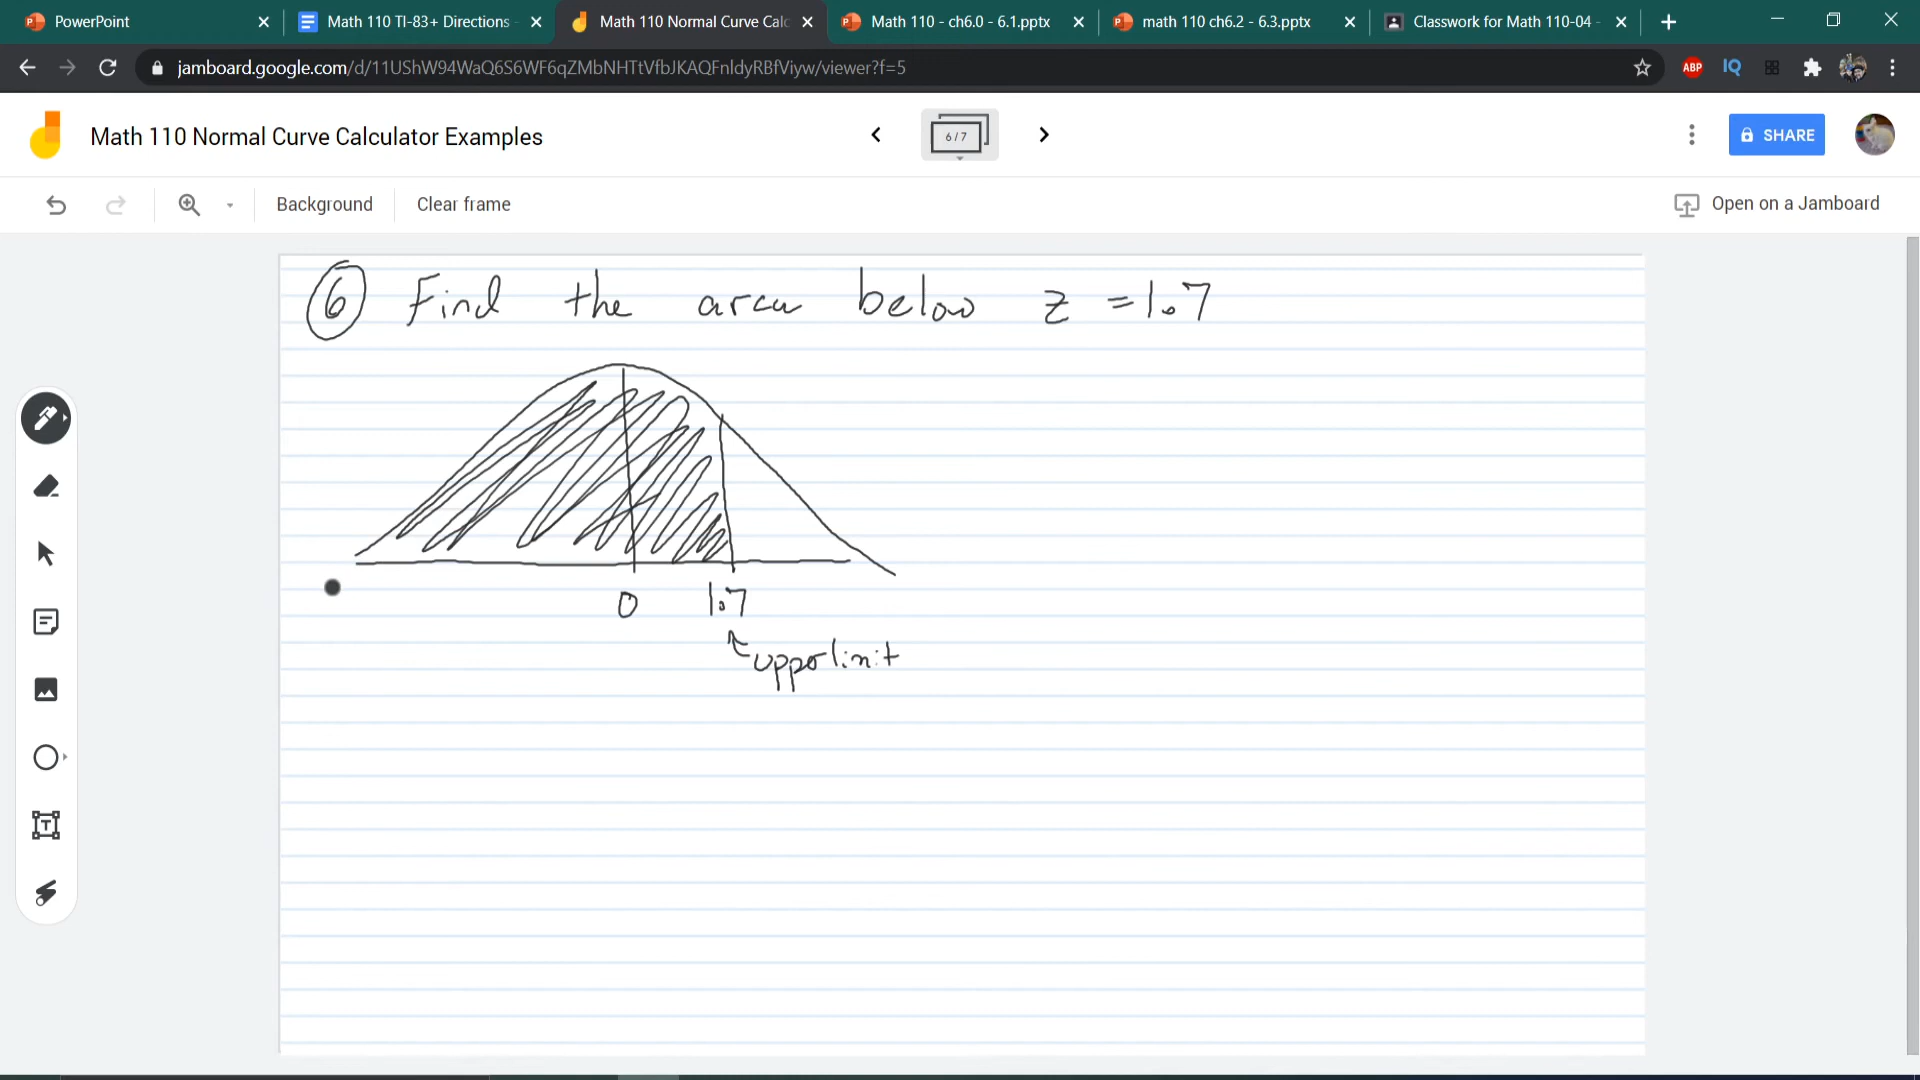 PowerPoint
Math 110 TI-83+ Directions -
Math 110 Normal Curve Calc
Math 110 - ch6.0 - 6.1.pptx
math 110 ch6.2 - 6.3.pptx
Classwork for Math 110-04 -
jamboard.google.com/d/11UShW94WaQ6S6WF6qZMbNHTtVfbJKAQFnldyRBfViyw/viewer?f=5
ABP
IQ
Math 110 Normal Curve Calculator Examples
6/7
SHARE
Background
Clear frame
Open on a Jamboard
6 Find the area below z = 1.7
0 1.7
upper limit